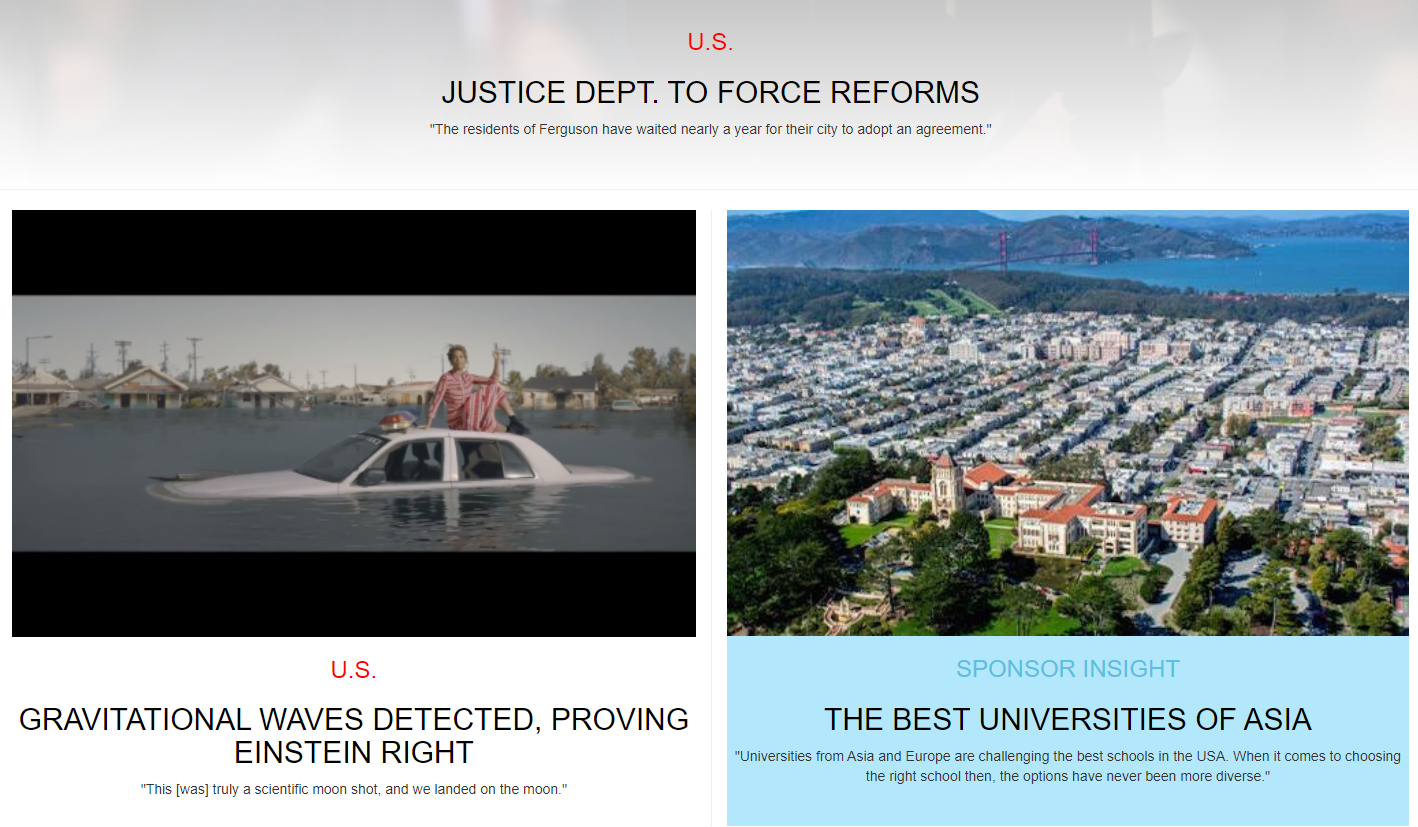 U.S.
JUSTICE DEPT. TO FORCE REFORMS
"The residents of Ferguson have waited nearly a year for their city to adopt an agreement."
U.S.
GRAVITATIONAL WAVES DETECTED, PROVING
EINSTEIN RIGHT
"This [was] truly a scientific moon shot, and we landed on the moon."
SPONSOR INSIGHT
THE BEST UNIVERSITIES OF ASIA
"Universities from Asia and Europe are challenging the best schools in the USA. When it comes to choosing
the right school then, the options have never been more diverse."